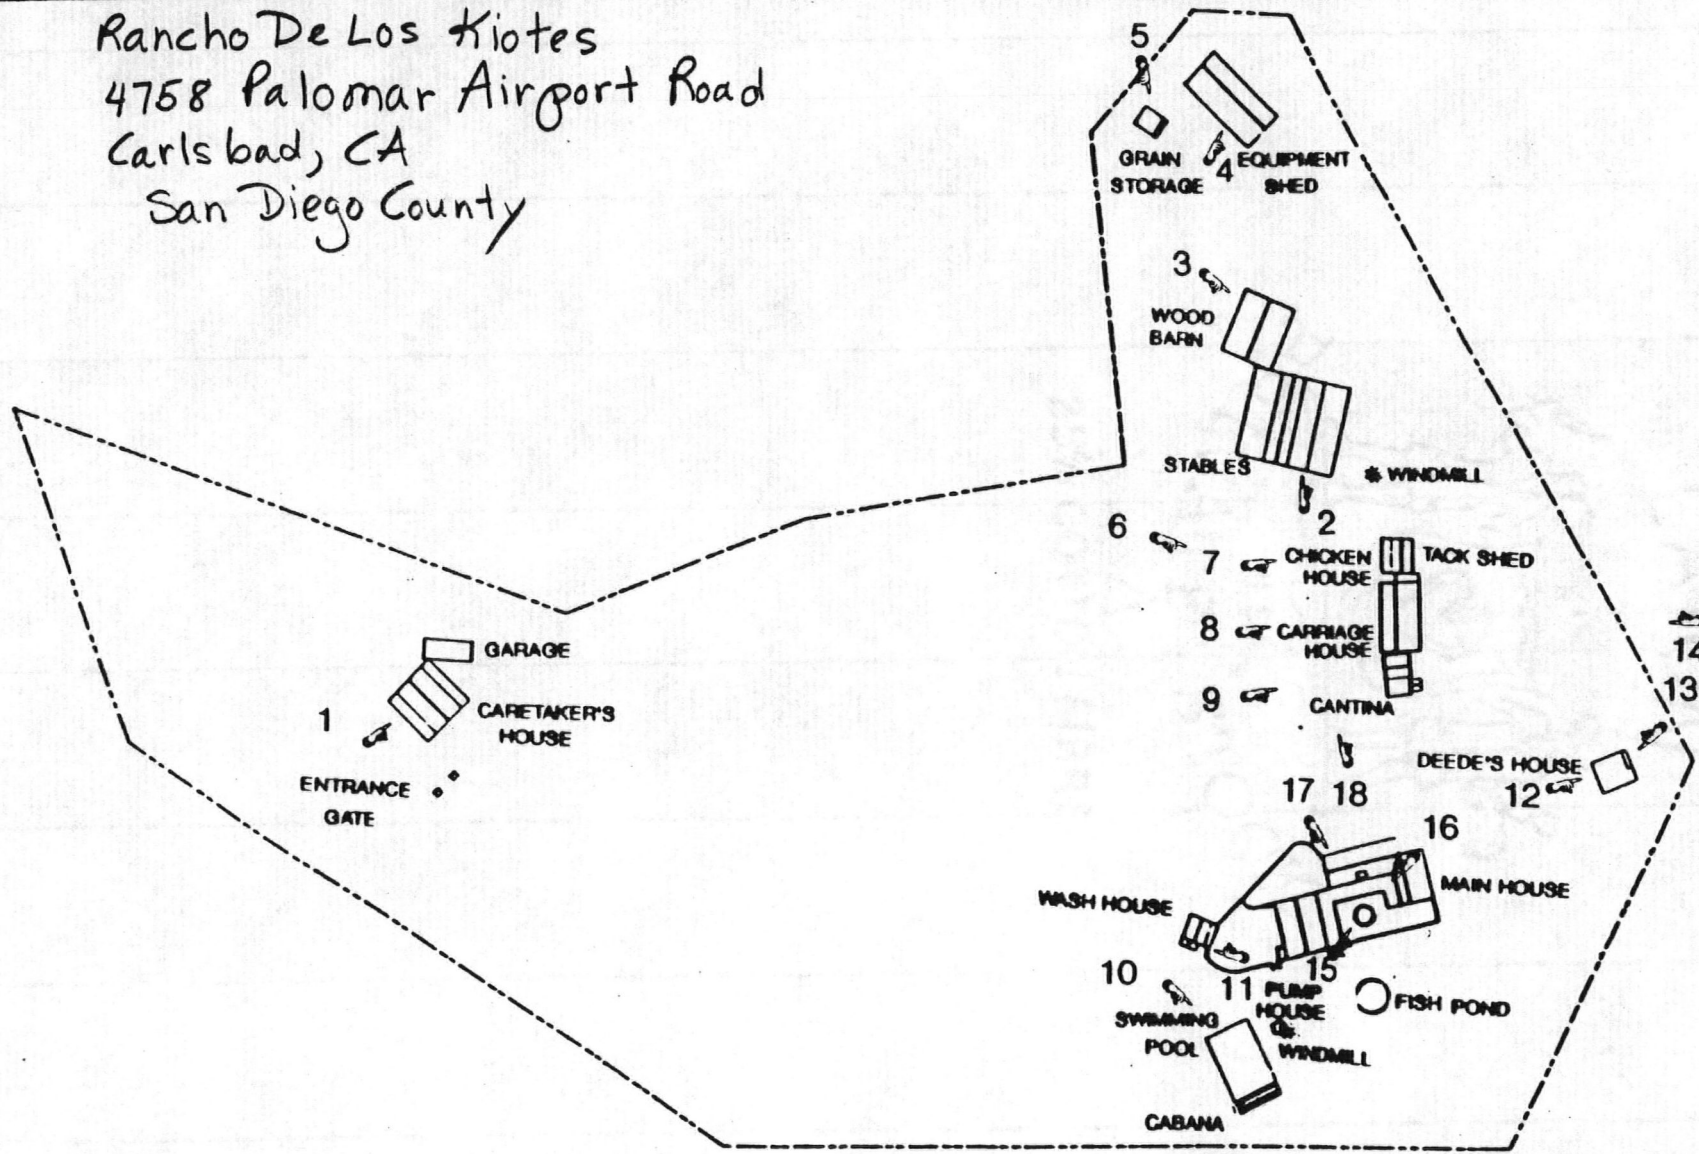 Rancho De Los Kiotes
4758 Palomar Airport Road
Carlsbad, CA
San Diego County
5
GRAIN
STORAGE
4
EQUIPMENT
SHED
3
WOOD
BARN
STABLES
WINDMILL
2
6
7
CHICKEN
HOUSE
TACK SHED
8
CARRIAGE
HOUSE
9
CANTINA
14
13
DEEDE'S HOUSE
12
GARAGE
1
CARETAKER'S
HOUSE
ENTRANCE
GATE
17
18
16
MAIN HOUSE
WASH HOUSE
10
11
15
PUMP
HOUSE
FISH POND
SWIMMING
POOL
WINDMILL
CABANA